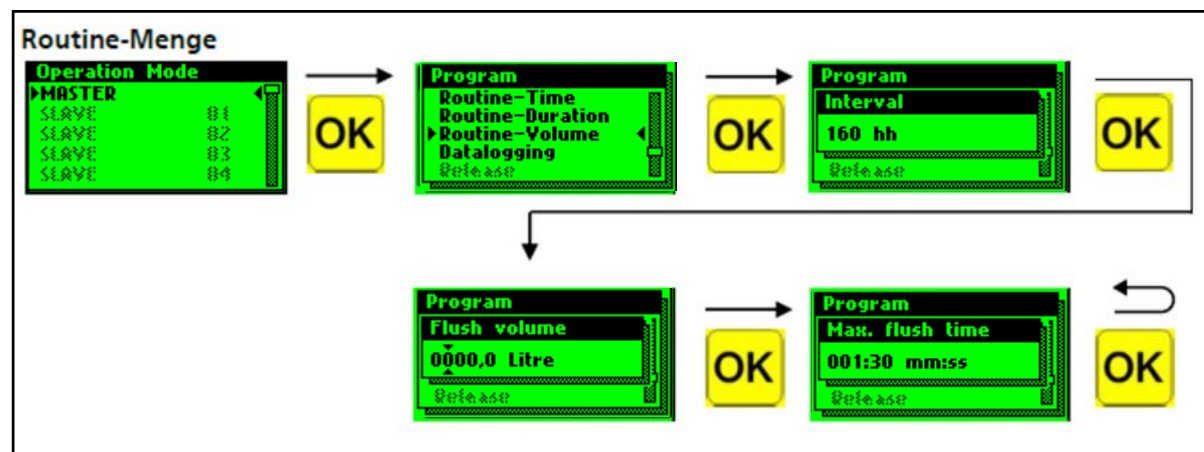 Routine-Menge
Operation Mode
MASTER
SLAVE 01
SLAVE 02
SLAVE 03
SLAVE 04
OK
Program
Routine-Time
Routine-Duration
Routine-Volume
Datalogging
Release
OK
Program
Interval
160 hh
Release
OK
Program
Flush volume
0000,0 Litre
Release
OK
Program
Max. flush time
001:30 mm:ss
Release
OK